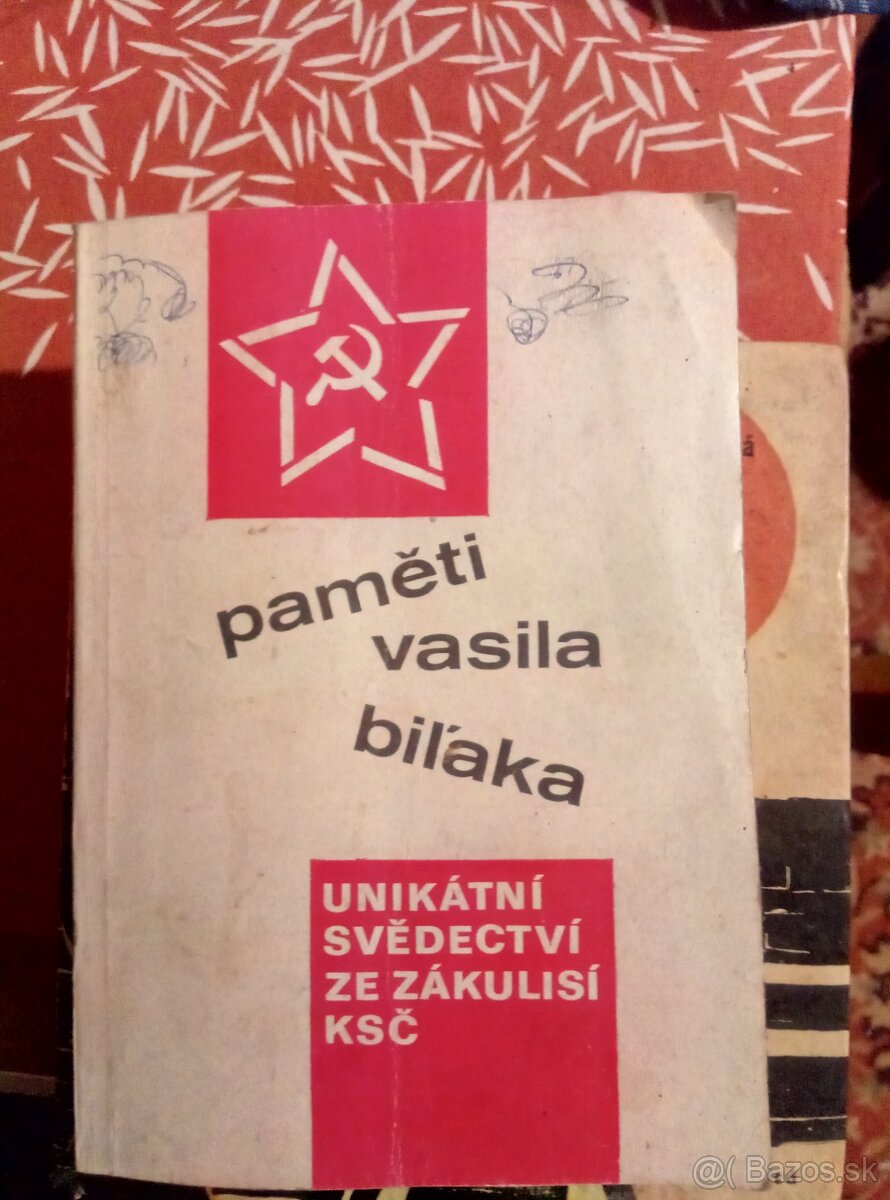 paměti
vasila
biľaka
UNIKÁTNÍ
SVĚDECTVÍ
ZE ZÁKULISÍ
KSČ
@( Bazos.sk